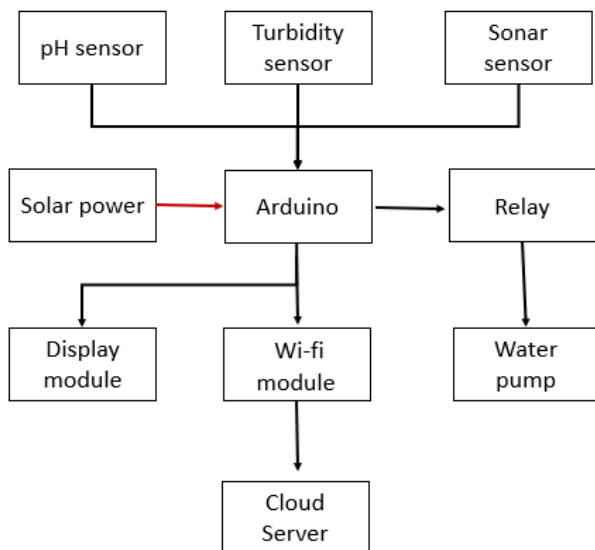 pH sensor
Turbidity
sensor
Sonar
sensor
Solar power
Arduino
Relay
Display
module
Wi-fi
module
Water
pump
Cloud
Server